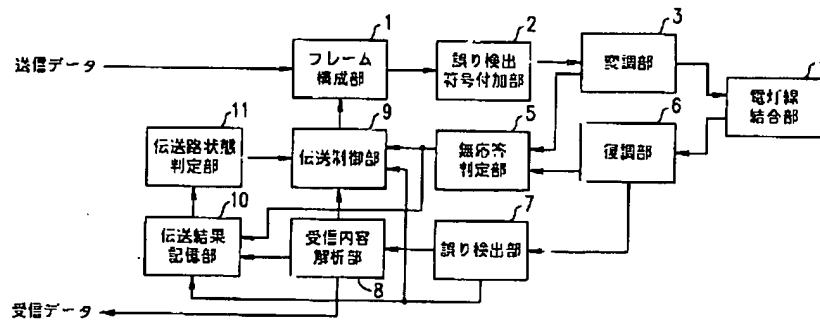 1
2
3
送信データ
フレーム
構成部
誤り検出
符号付加部
変調部
電灯線
結合部
11
9
5
6
伝送路状態
判定部
伝送制御部
無応答
判定部
復調部
10
7
伝送結果
記憶部
受信内容
解析部
誤り検出部
8
受信データ